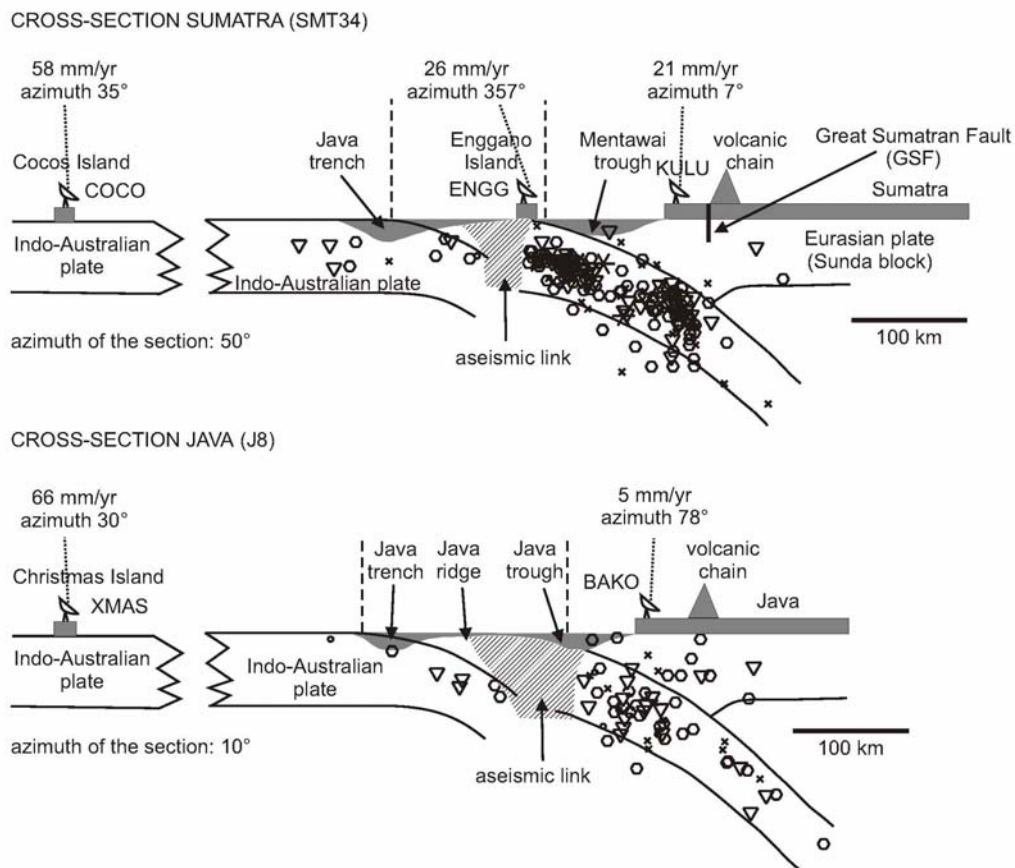 CROSS-SECTION SUMATRA (SMT34)
58 mm/yr
azimuth 35°
26 mm/yr
azimuth 357°
21 mm/yr
azimuth 7°
Cocos Island
COCO
Java
trench
Enggano
Island
ENGG
Mentawai
trough
KULU
volcanic
chain
Great Sumatran Fault
(GSF)
Sumatra
Indo-Australian
plate
Indo-Australian plate
Eurasian plate
(Sunda block)
azimuth of the section: 50°
aseismic link
100 km
CROSS-SECTION JAVA (J8)
66 mm/yr
azimuth 30°
5 mm/yr
azimuth 78°
Christmas Island
XMAS
Java
trench
Java
ridge
Java
trough
BAKO
volcanic
chain
Java
Indo-Australian
plate
Indo-Australian
plate
azimuth of the section: 10°
aseismic link
100 km